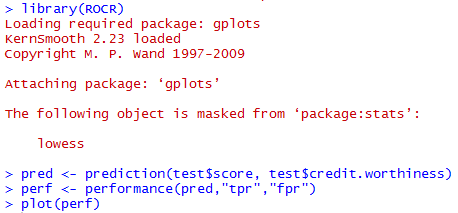 > library(ROCR)
Loading required package: gplots
KernSmooth 2.23 loaded
Copyright M. P. Wand 1997-2009

Attaching package: ‘gplots’

The following object is masked from ‘package:stats’:

    lowess

> pred <- prediction(test$score, test$credit.worthiness)
> perf <- performance(pred,"tpr","fpr")
> plot(perf)